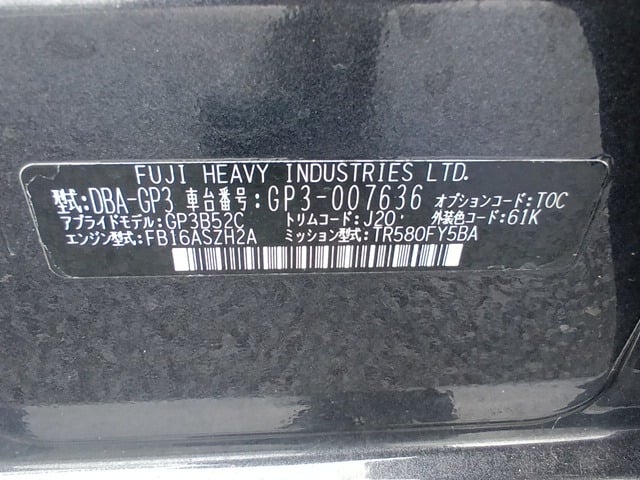 FUJI HEAVY INDUSTRIES LTD.
型式:DBA-GP3 車台番号:GP3-007636 オプションコード:TOC
アプライドモデル:GP3B52C トリムコード:J20 外装色コード:61K
エンジン型式:FB16ASZH2A ミッション型式:TR580FY5BA